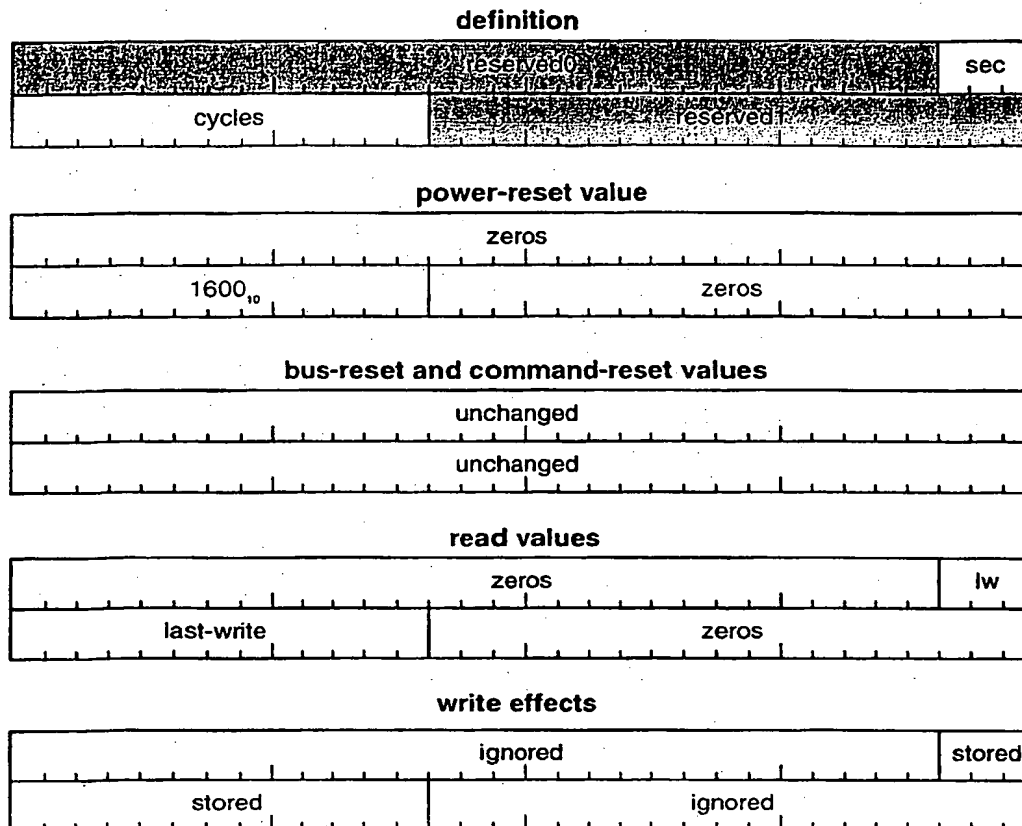 definition
reserved0 sec
cycles reserved1
power-reset value
zeros
1600₁₀ zeros
bus-reset and command-reset values
unchanged
unchanged
read values
zeros lw
last-write zeros
write effects
ignored stored
stored ignored